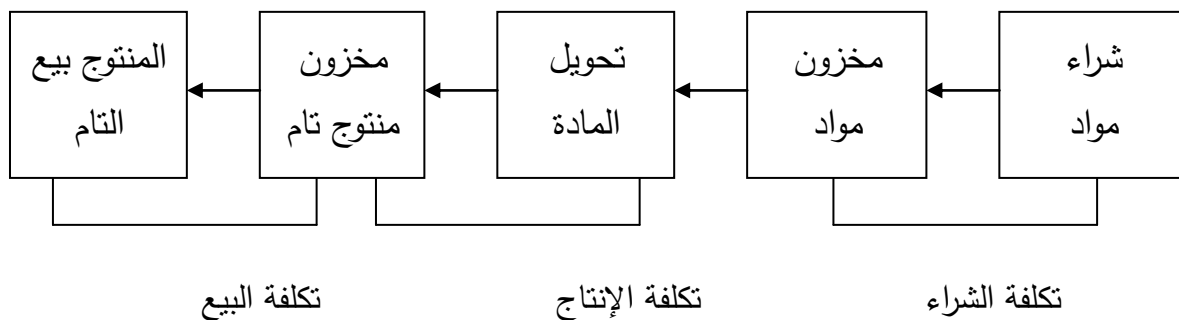 شراء
مواد
مخزون
مواد
تحويل
المادة
مخزون
منتوج تام
المنتوج بيع
التام
تكلفة الشراء
تكلفة الإنتاج
تكلفة البيع